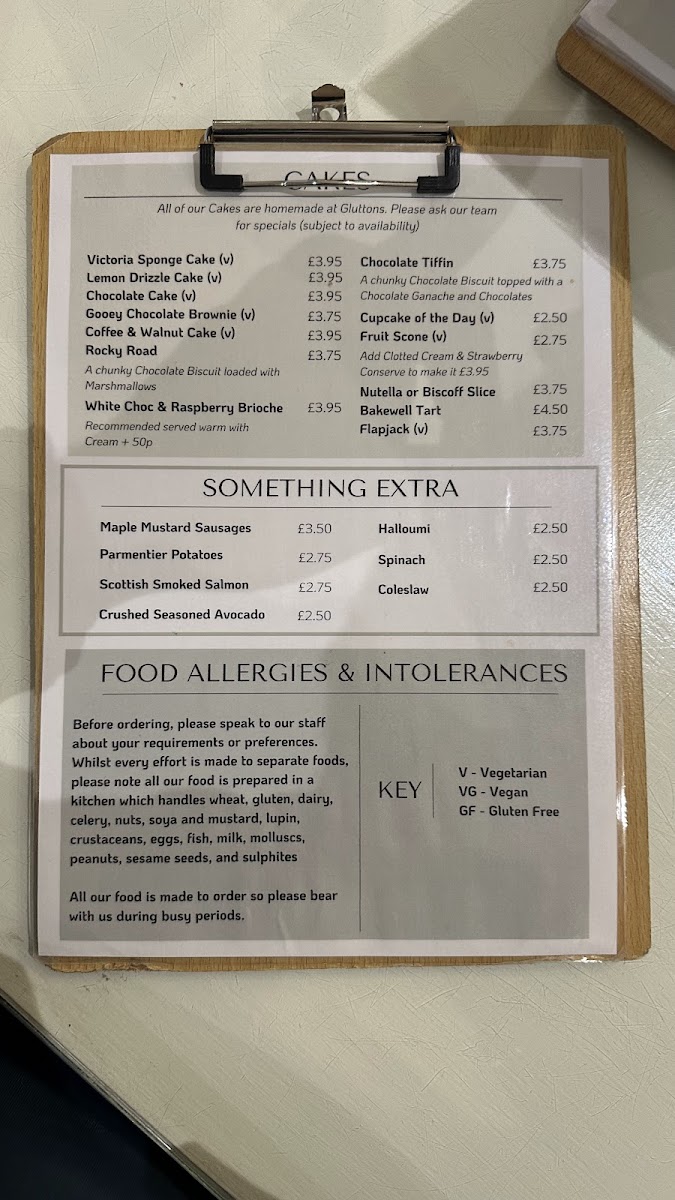 CAKES
All of our Cakes are homemade at Gluttons. Please ask our team
for specials (subject to availability)
Victoria Sponge Cake (v) £3.95
Lemon Drizzle Cake (v) £3.95
Chocolate Cake (v) £3.95
Gooey Chocolate Brownie (v) £3.75
Coffee & Walnut Cake (v) £3.95
Rocky Road £3.75
A chunky Chocolate Biscuit loaded with
Marshmallows
White Choc & Raspberry Brioche £3.95
Recommended served warm with
Cream + 50p
Chocolate Tiffin £3.75
A chunky Chocolate Biscuit topped with a
Chocolate Ganache and Chocolates
Cupcake of the Day (v) £2.50
Fruit Scone (v) £2.75
Add Clotted Cream & Strawberry
Conserve to make it £3.95
Nutella or Biscoff Slice £3.75
Bakewell Tart £4.50
Flapjack (v) £3.75
SOMETHING EXTRA
Maple Mustard Sausages £3.50
Parmentier Potatoes £2.75
Scottish Smoked Salmon £2.75
Crushed Seasoned Avocado £2.50
Halloumi £2.50
Spinach £2.50
Coleslaw £2.50
FOOD ALLERGIES & INTOLERANCES
Before ordering, please speak to our staff
about your requirements or preferences.
Whilst every effort is made to separate foods,
please note all our food is prepared in a
kitchen which handles wheat, gluten, dairy,
celery, nuts, soya and mustard, lupin,
crustaceans, eggs, fish, milk, molluscs,
peanuts, sesame seeds, and sulphites
All our food is made to order so please bear
with us during busy periods.
KEY
V - Vegetarian
VG - Vegan
GF - Gluten Free